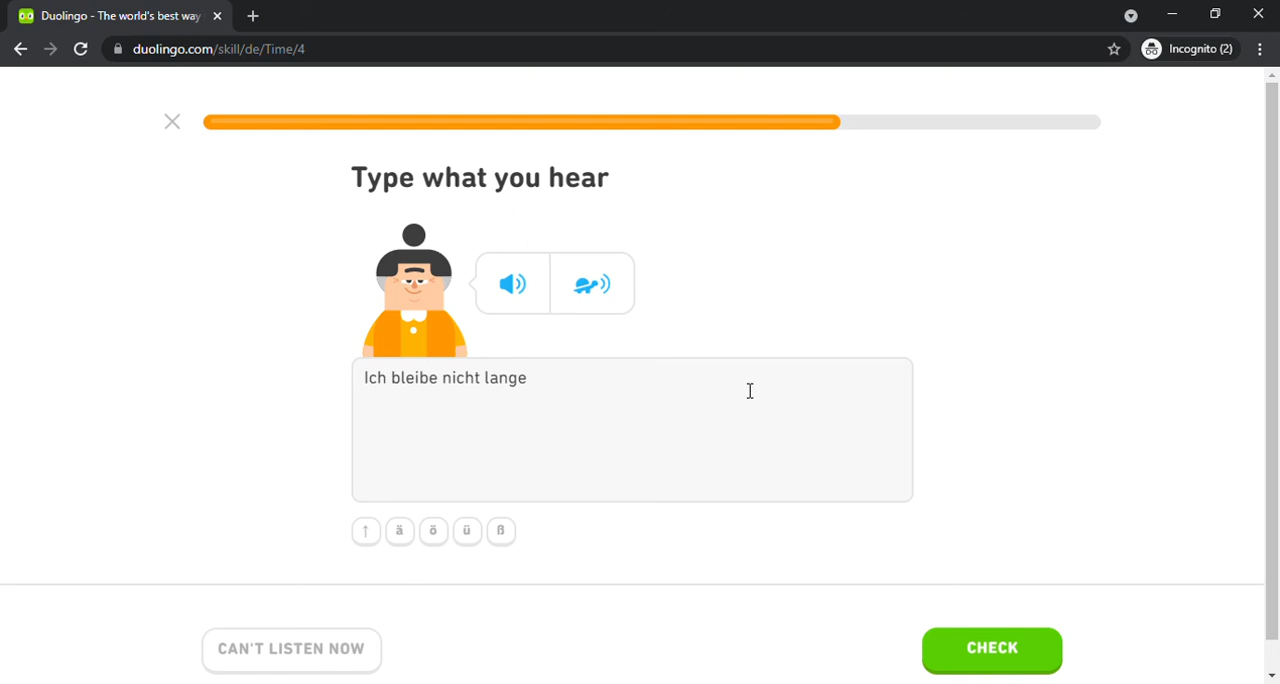 Duolingo - The world's best way
duolingo.com/skill/de/Time/4
Incognito (2)
Type what you hear
Ich bleibe nicht lange
↑ ä ö ü ß
CAN'T LISTEN NOW
CHECK